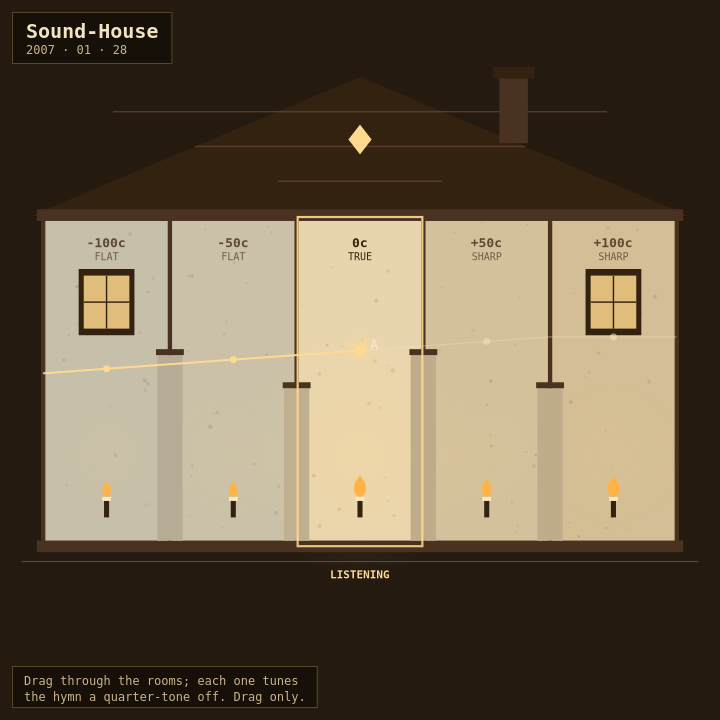 Sound-House
2007 · 01 · 28
-100c
FLAT
-50c
FLAT
0c
TRUE
+50c
SHARP
+100c
SHARP
A
LISTENING
Drag through the rooms; each one tunes
the hymn a quarter-tone off. Drag only.